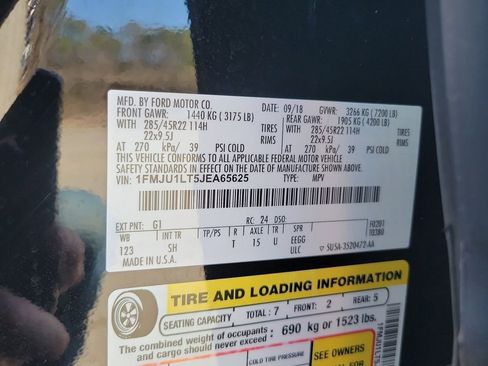 MFD. BY FORD MOTOR CO.
DATE: 09/18 GVWR: 3266 KG (7200 LB)
FRONT GAWR: 1440 KG (3175 LB)
REAR GAWR: 1905 KG (4200 LB)
WITH 285/45R22 114H TIRES
WITH 285/45R22 114H TIRES
22x9.5J RIMS
22x9.5J RIMS
AT 270 kPa/ 39 PSI COLD
AT 270 kPa/ 39 PSI COLD
THIS VEHICLE CONFORMS TO ALL APPLICABLE FEDERAL MOTOR VEHICLE
SAFETY STANDARDS IN EFFECT ON THE DATE OF MANUFACTURE SHOWN ABOVE.
VIN: 1FMJU1LT5JEA65625
TYPE: MPV
EXT PNT: G1 RC: 24 DSO: F0201
WB TP/PS R AXLE TR T0380
123 SH T 15 U EEGG
MADE IN U.S.A. ULC
5U5A-3520472-AA
TIRE AND LOADING INFORMATION
SEATING CAPACITY TOTAL: 7 FRONT: 2 REAR: 5
The combined weight of occupants and cargo should never exceed: 690 kg or 1523 lbs.
COLD TIRE PRESSURE
SEE OWNERS